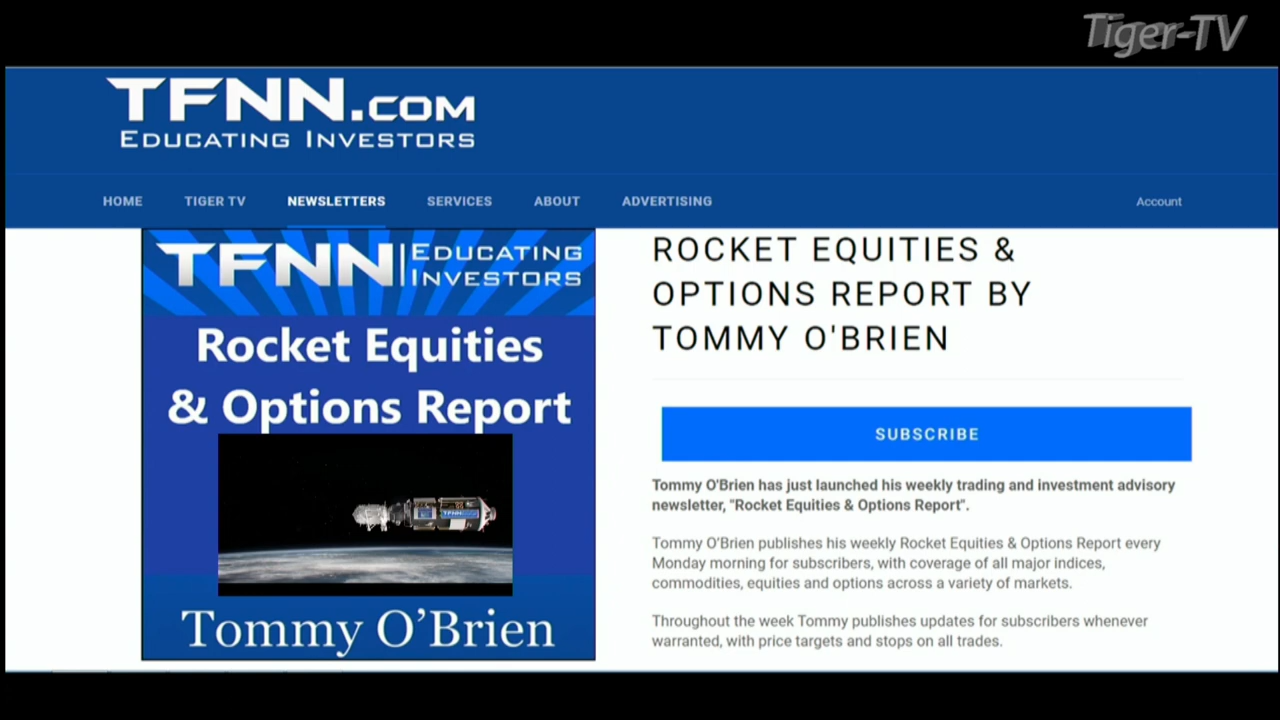 Tiger-TV
TFNN.COM
EDUCATING INVESTORS
HOME TIGER TV NEWSLETTERS SERVICES ABOUT ADVERTISING Account
TFNN EDUCATING
INVESTORS
Rocket Equities
& Options Report
TFNN
Tommy O’Brien
ROCKET EQUITIES &
OPTIONS REPORT BY
TOMMY O'BRIEN
SUBSCRIBE
Tommy O'Brien has just launched his weekly trading and investment advisory
newsletter, "Rocket Equities & Options Report".
Tommy O’Brien publishes his weekly Rocket Equities & Options Report every
Monday morning for subscribers, with coverage of all major indices,
commodities, equities and options across a variety of markets.
Throughout the week Tommy publishes updates for subscribers whenever
warranted, with price targets and stops on all trades.